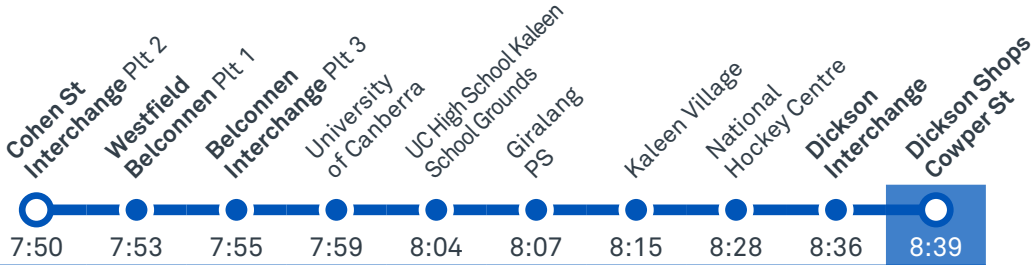 Cohen St
Interchange Plt 2
Westfield
Belconnen Plt 1
Belconnen
Interchange Plt 3
University
of Canberra
UC High School Kaleen
School Grounds
Giralang
PS
Kaleen Village
National
Hockey Centre
Dickson
Interchange
Dickson Shops
Cowper St
7:50 7:53 7:55 7:59 8:04 8:07 8:15 8:28 8:36 8:39